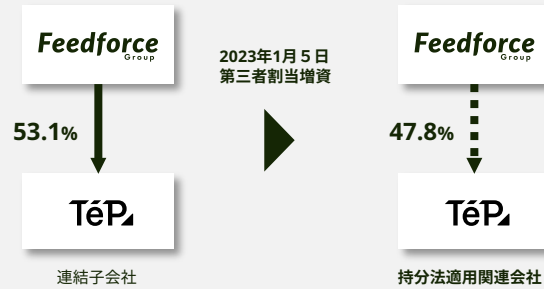 Feedforce
Group
53.1%
TéP
連結子会社
2023年1月５日
第三者割当増資
Feedforce
Group
47.8%
TéP
持分法適用関連会社